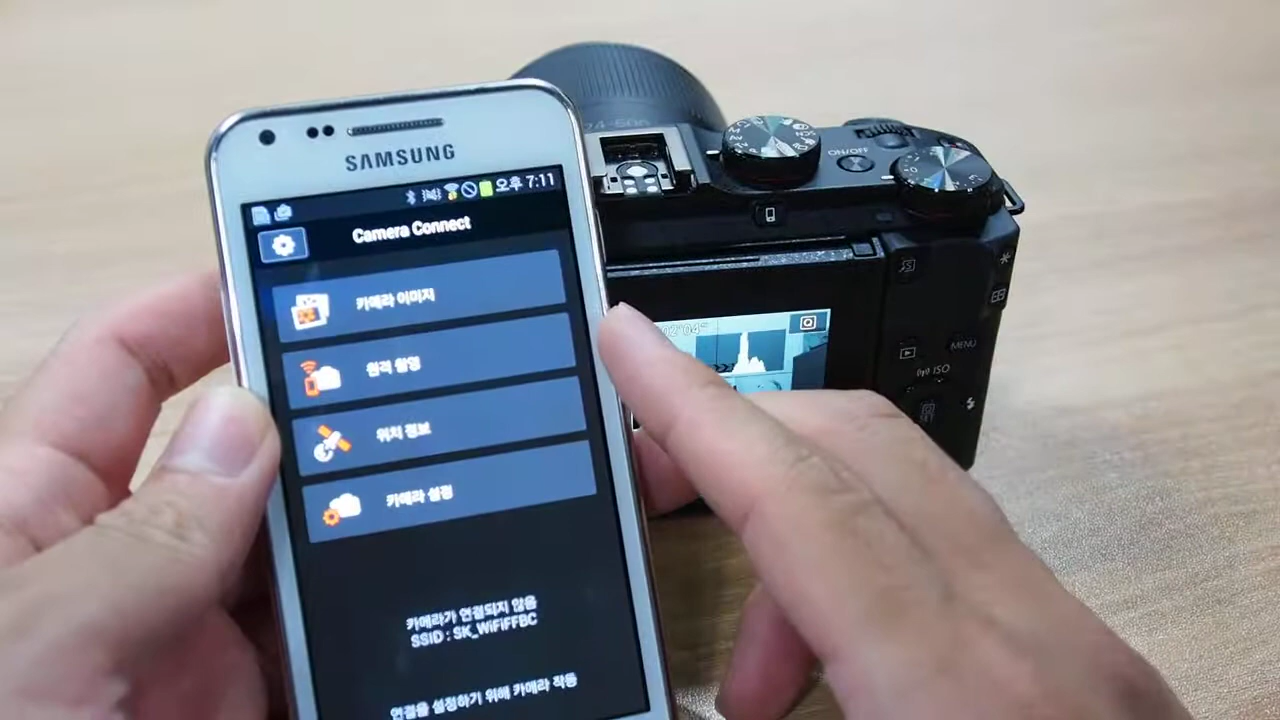 SAMSUNG
오후 7:11
Camera Connect
카메라 이미지
원격 촬영
위치 정보
카메라 설정
카메라가 연결되지 않음
SSID : SK_WiFiFFBC
연결을 설정하기 위해 카메라 작동
24-500
ON/OFF
S
MENU
ISO